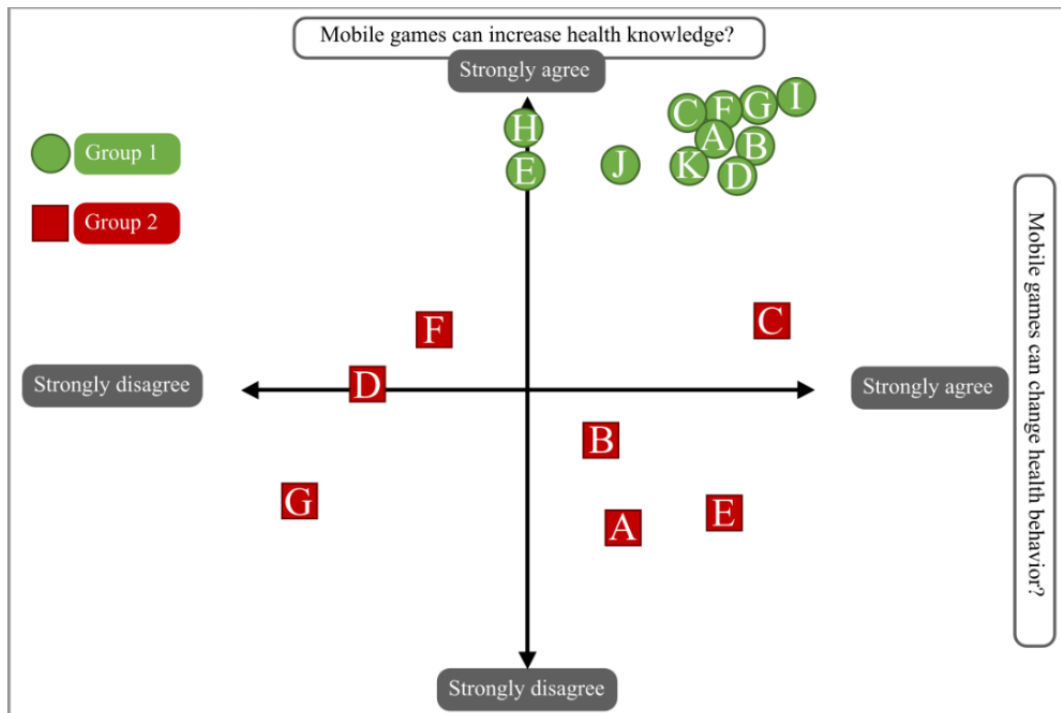 Mobile games can increase health knowledge?
Strongly agree
Group 1
Group 2
H
E
J
C
F
G
I
A
B
K
D
F
C
D
Strongly disagree
Strongly agree
B
G
A
E
Strongly disagree
Mobile games can change health behavior?